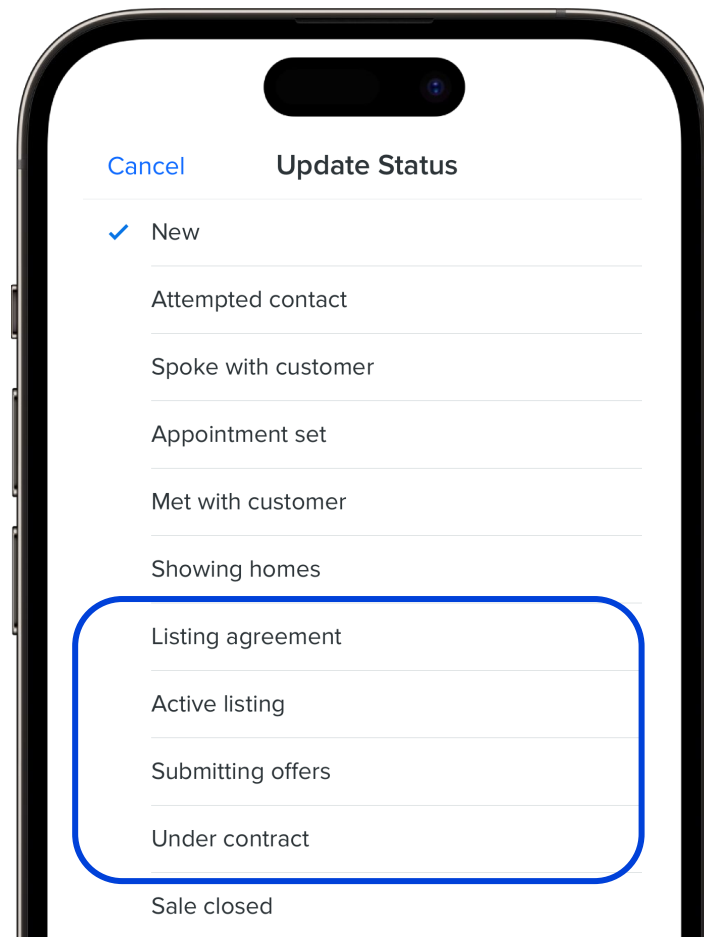 Cancel Update Status
New
Attempted contact
Spoke with customer
Appointment set
Met with customer
Showing homes
Listing agreement
Active listing
Submitting offers
Under contract
Sale closed